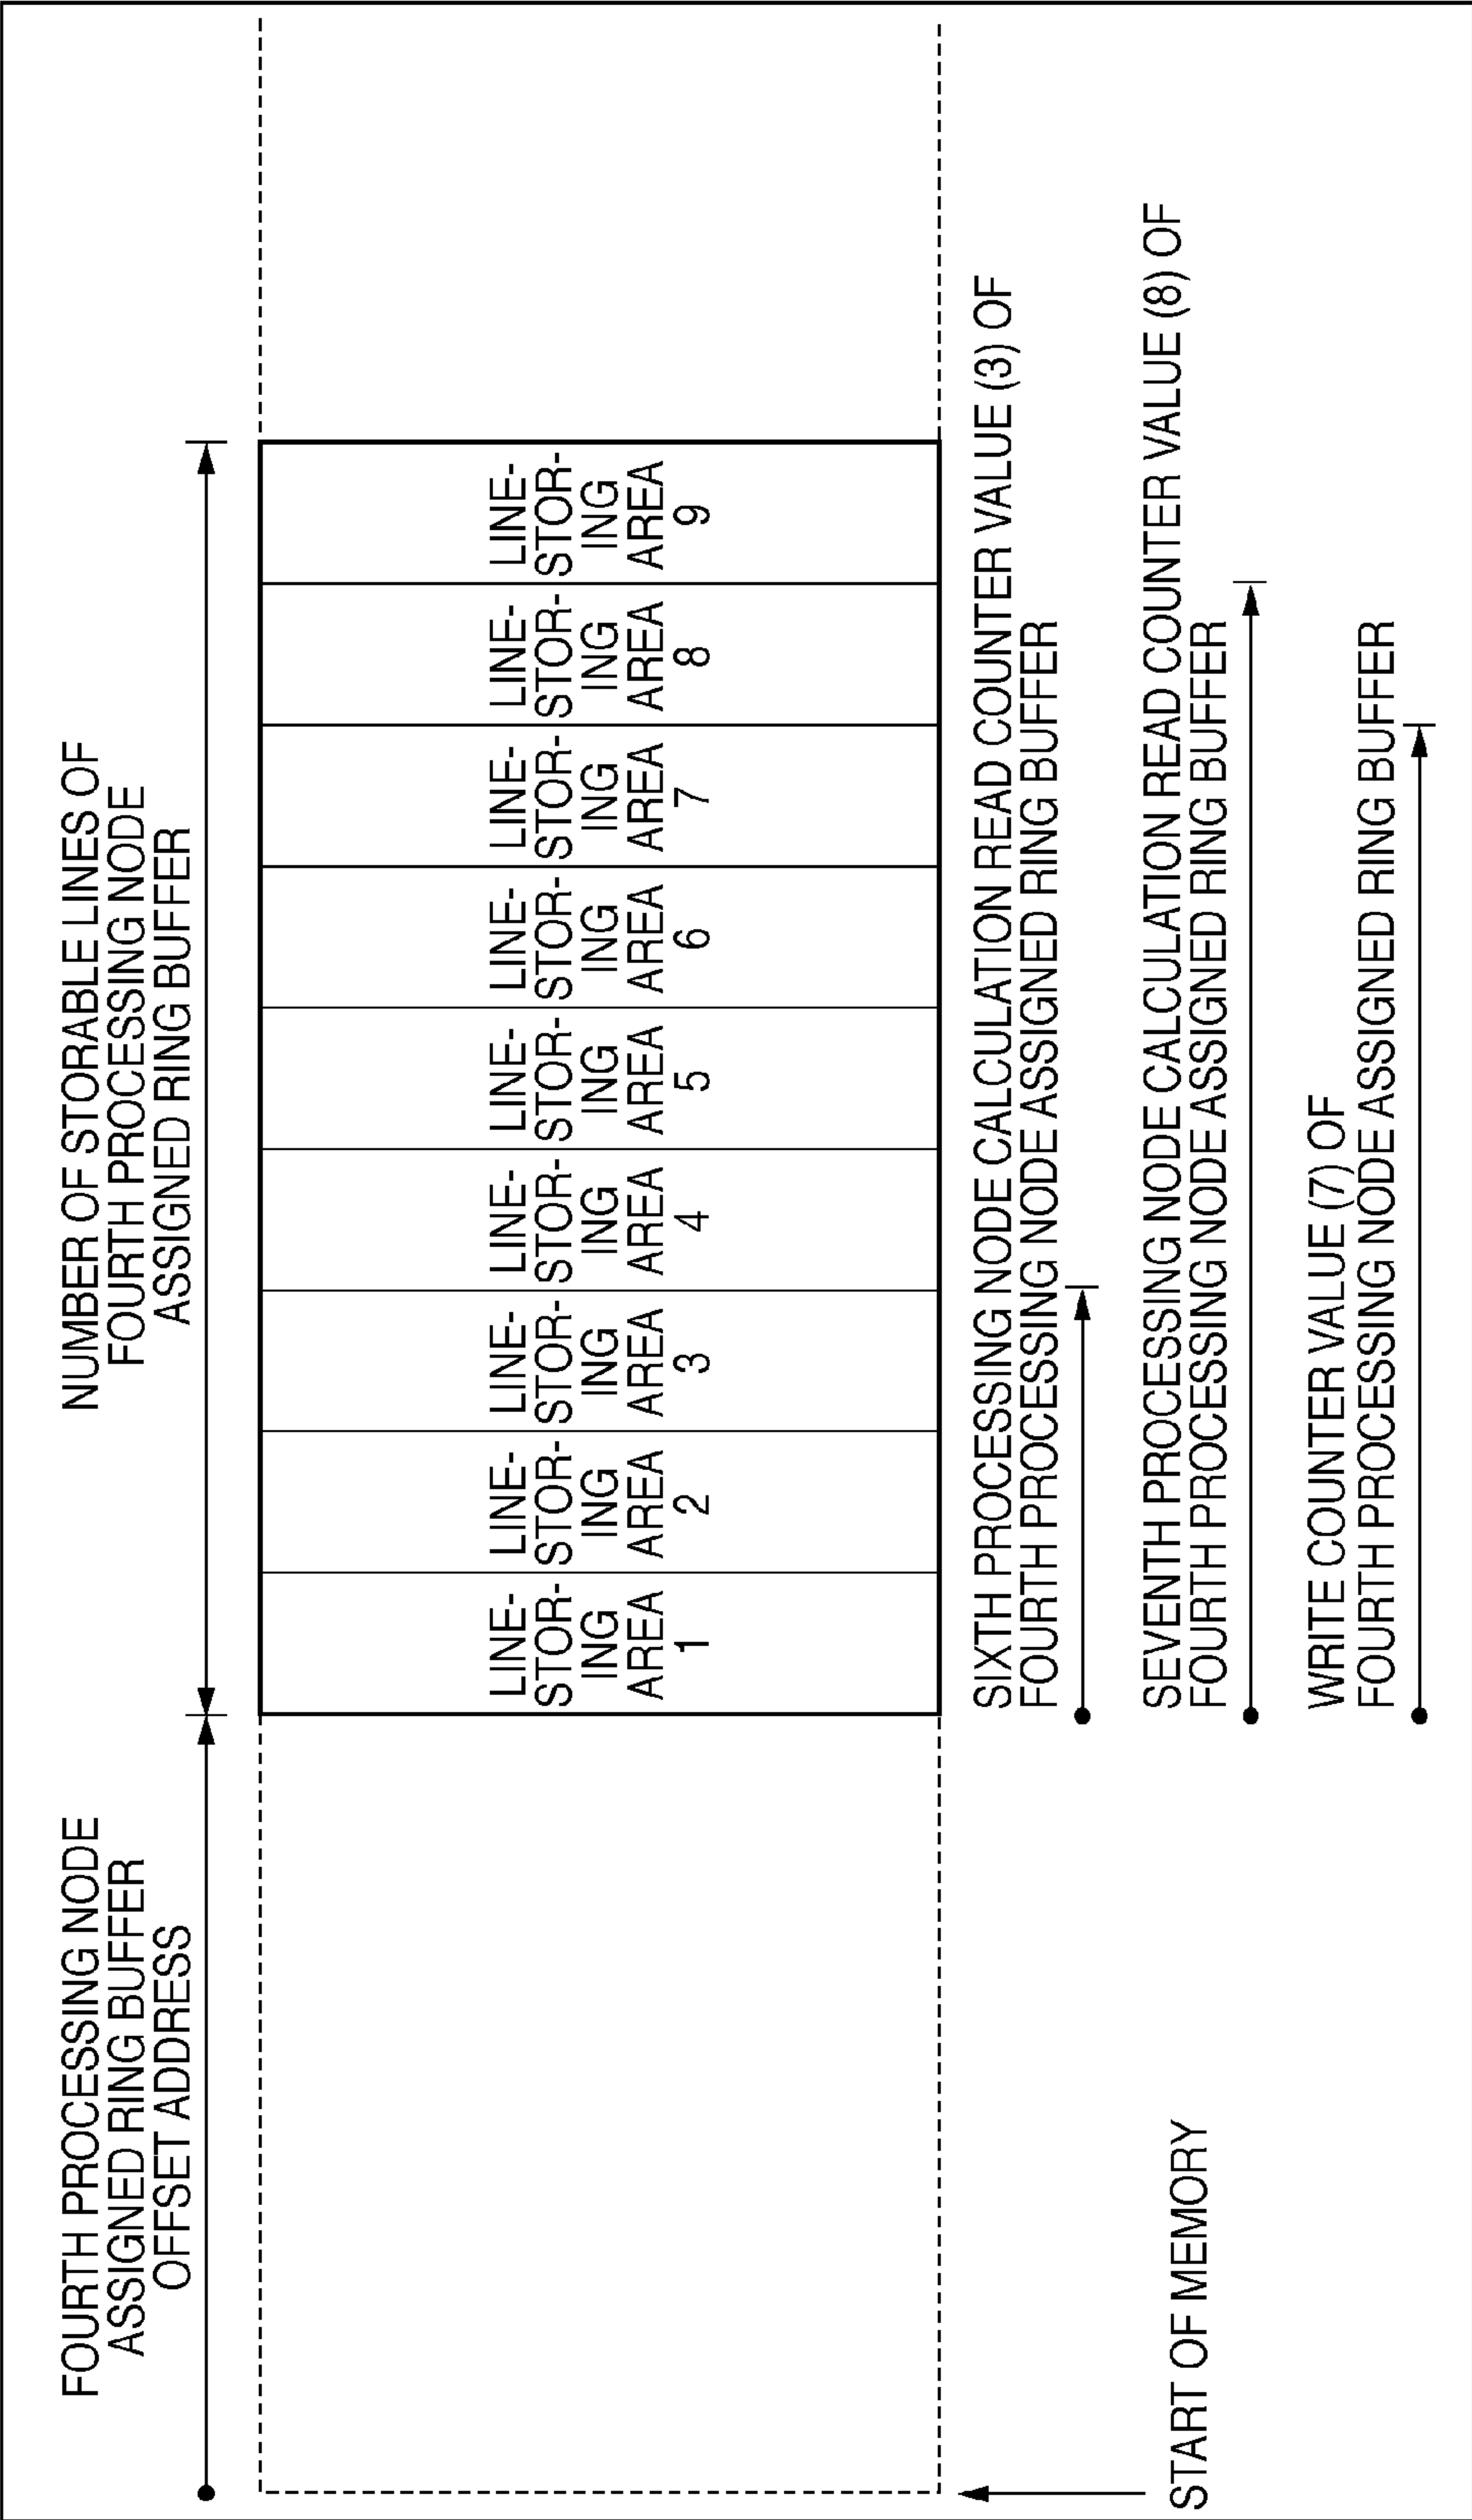 FOURTH PROCESSING NODE
ASSIGNED RING BUFFER
OFFSET ADDRESS
NUMBER OF STORABLE LINES OF
FOURTH PROCESSING NODE
ASSIGNED RING BUFFER
LINE-
STOR-
ING
AREA
1
LINE-
STOR-
ING
AREA
2
LINE-
STOR-
ING
AREA
3
LINE-
STOR-
ING
AREA
4
LINE-
STOR-
ING
AREA
5
LINE-
STOR-
ING
AREA
6
LINE-
STOR-
ING
AREA
7
LINE-
STOR-
ING
AREA
8
LINE-
STOR-
ING
AREA
9
SIXTH PROCESSING NODE CALCULATION READ COUNTER VALUE (3) OF
FOURTH PROCESSING NODE ASSIGNED RING BUFFER
SEVENTH PROCESSING NODE CALCULATION READ COUNTER VALUE (8) OF
FOURTH PROCESSING NODE ASSIGNED RING BUFFER
START OF MEMORY
WRITE COUNTER VALUE (7) OF
FOURTH PROCESSING NODE ASSIGNED RING BUFFER